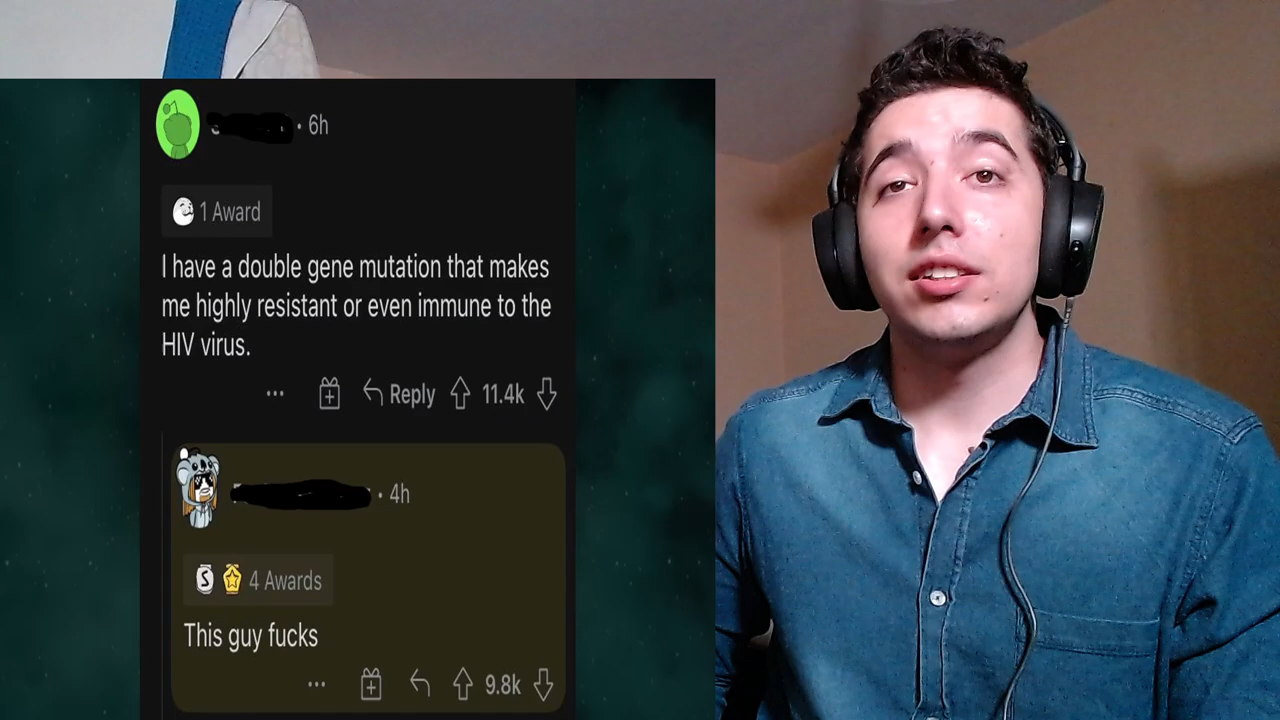 • 6h
1 Award
I have a double gene mutation that makes
me highly resistant or even immune to the
HIV virus.
... Reply 11.4k
• 4h
S 4 Awards
This guy fucks
... 9.8k